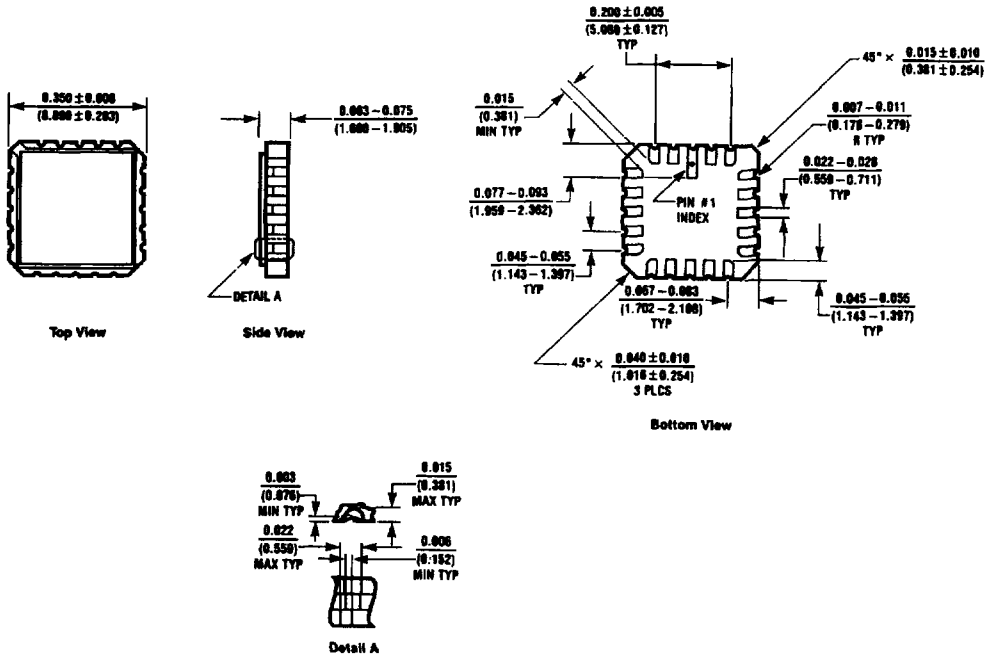 0.350 ± 0.008
(8.890 ± 0.203)
Top View
0.063 – 0.075
(1.600 – 1.905)
DETAIL A
Side View
0.200 ± 0.005
(5.080 ± 0.127)
TYP
45° × 0.015 ± 0.010
(0.381 ± 0.254)
0.015
(0.381)
MIN TYP
0.007 – 0.011
(0.178 – 0.279)
R TYP
0.022 – 0.028
(0.559 – 0.711)
TYP
0.077 – 0.093
(1.959 – 2.362)
PIN #1
INDEX
0.045 – 0.055
(1.143 – 1.397)
TYP
0.067 – 0.083
(1.702 – 2.108)
TYP
0.045 – 0.055
(1.143 – 1.397)
TYP
45° × 0.040 ± 0.010
(1.016 ± 0.254)
3 PLCS
Bottom View
0.003
(0.076)
MIN TYP
0.015
(0.381)
MAX TYP
0.022
(0.559)
MAX TYP
0.006
(0.152)
MIN TYP
Detail A